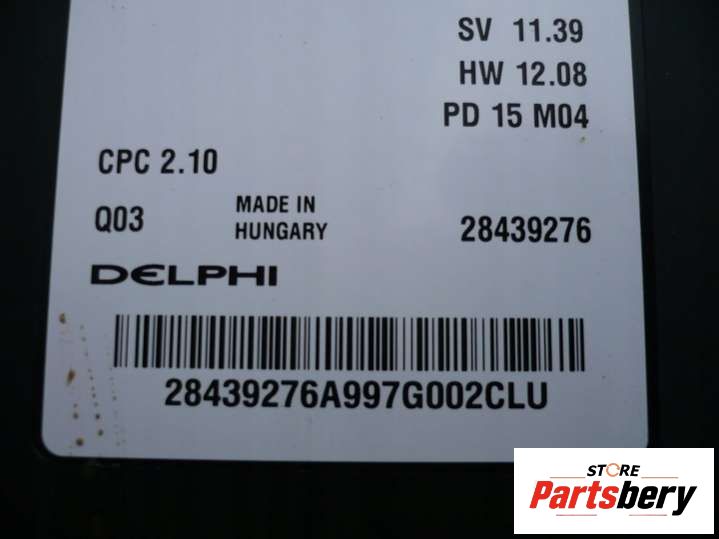 SV 11.39
HW 12.08
PD 15 M04
CPC 2.10
Q03
MADE IN
HUNGARY
28439276
DELPHI
28439276A997G002CLU
STORE
Partsbery